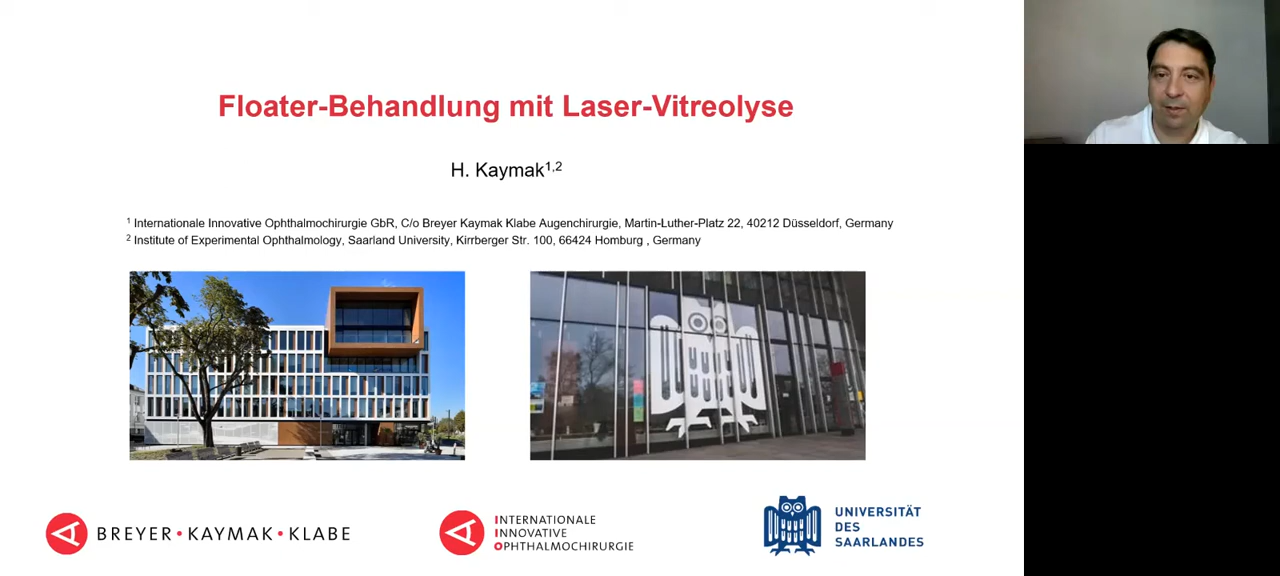 Floater-Behandlung mit Laser-Vitreolyse
H. Kaymak1,2
1 Internationale Innovative Ophthalmochirurgie GbR, C/o Breyer Kaymak Klabe Augenchirurgie, Martin-Luther-Platz 22, 40212 Düsseldorf, Germany
2 Institute of Experimental Ophthalmology, Saarland University, Kirrberger Str. 100, 66424 Homburg , Germany
BREYER•KAYMAK•KLABE
INTERNATIONALE
INNOVATIVE
OPHTHALMOCHIRURGIE
UNIVERSITÄT
DES
SAARLANDES